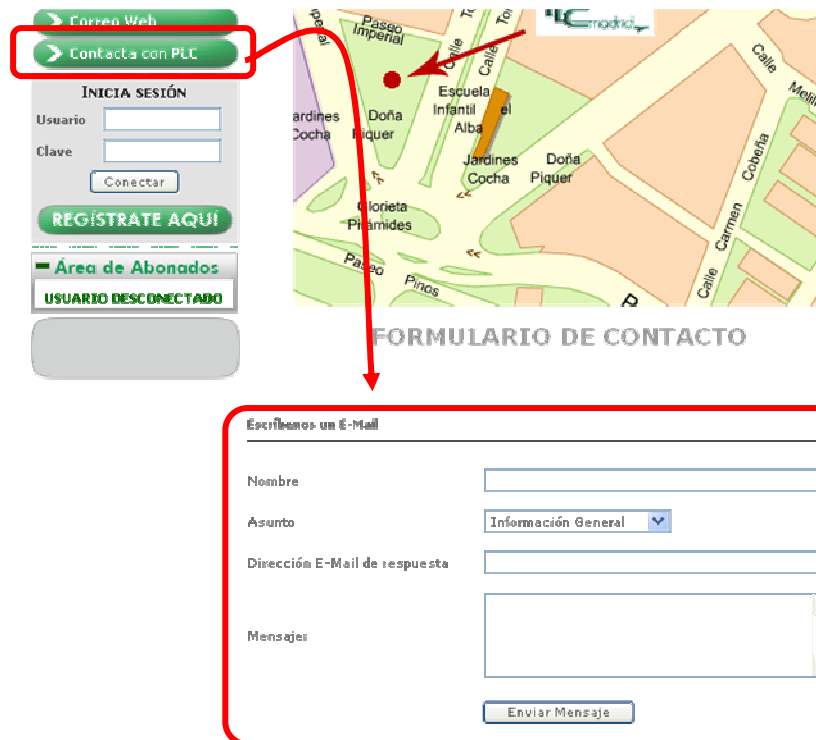 Correo Web
Contacta con PLC
INICIA SESIÓN
Usuario
Clave
Conectar
REGÍSTRATE AQUÍ
Área de Abonados
USUARIO DESCONECTADO
PLC madrid
Paseo
Imperial
Calle
Calle
Escuela
Infantil el
Alba
Jardines Doña
Cocha Piquer
Jardines Doña
Cocha Piquer
Glorieta
Pirámides
Paseo Pinos
Calle
Cobeña
Carmen
Calle
FORMULARIO DE CONTACTO
Escríbenos un E-Mail
Nombre
Asunto
Información General
Dirección E-Mail de respuesta
Mensaje:
Enviar Mensaje